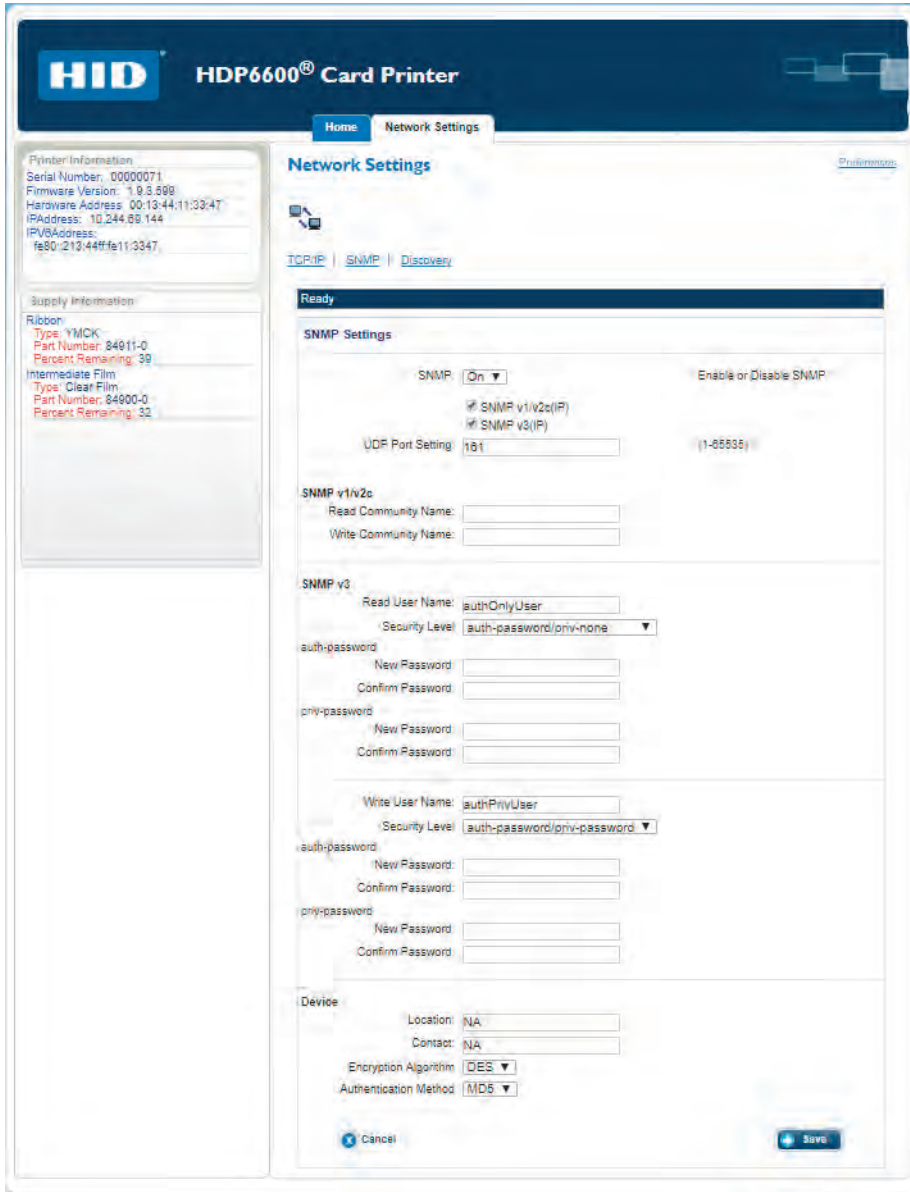 HID
HDP6600® Card Printer
Home
Network Settings
Printer Information
Serial Number: 00000071
Firmware Version: 1.9.3.599
Hardware Address 00:13:44:11:33:47
IPAddress: 10.244.69.144
IPV6Address:
fe80::213:44ff:fe11:3347
Supply Information
Ribbon
Type: YMCK
Part Number: 84911-0
Percent Remaining: 39
Intermediate Film
Type: Clear Film
Part Number: 84900-0
Percent Remaining: 32
Network Settings
Preferences
TCP/IP | SNMP | Discovery
Ready
SNMP Settings
SNMP On Enable or Disable SNMP
SNMP v1/v2c(IP)
SNMP v3(IP)
UDP Port Setting 161 (1-65535)
SNMP v1/v2c
Read Community Name:
Write Community Name:
SNMP v3
Read User Name: authOnlyUser
Security Level auth-password/priv-none
auth-password
New Password
Confirm Password
priv-password
New Password
Confirm Password
Write User Name: authPrivUser
Security Level auth-password/priv-password
auth-password
New Password:
Confirm Password:
priv-password
New Password
Confirm Password
Device
Location: NA
Contact: NA
Encryption Algorithm DES
Authentication Method MD5
Cancel
Save